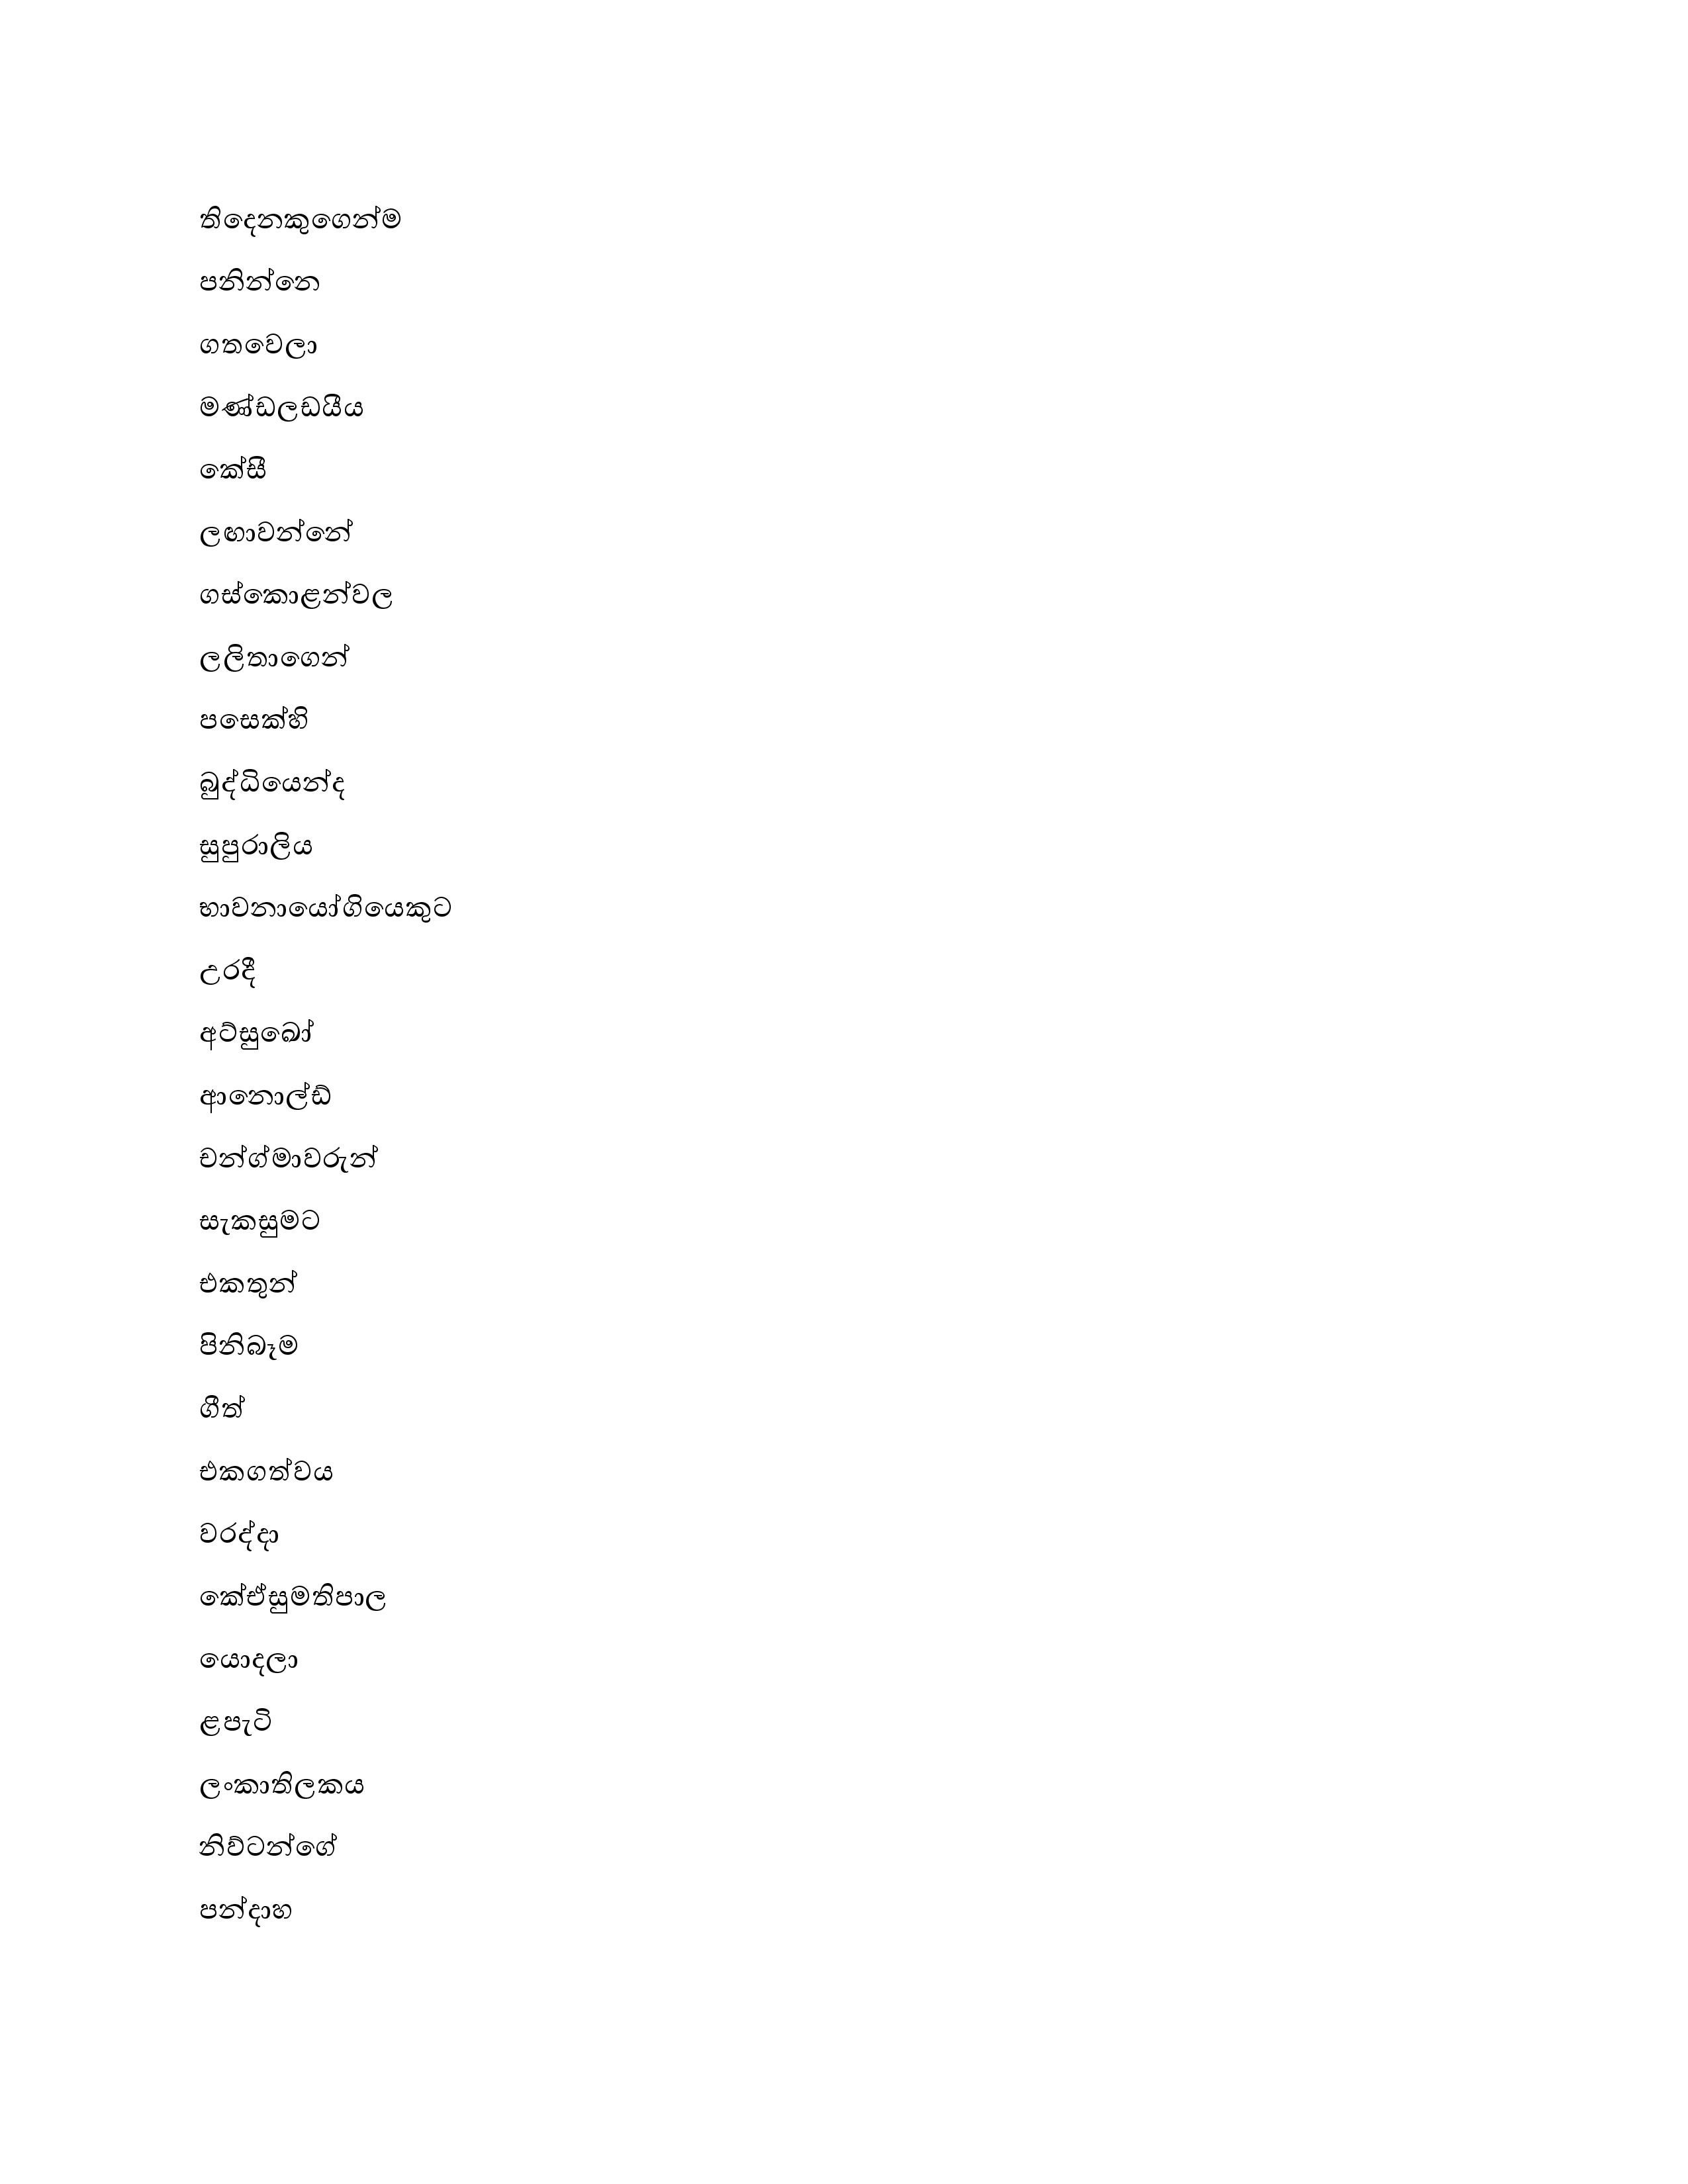 තිදෙනකුගෙන්ම
පනින්නෙ
ගතවෙලා
මණ්ඩලඩයීය
කේසී
ලඟාවන්නේ
ගස්කොළන්වල
ලලිතාගෙන්
පසෙක්හි
බුද්ධියෙන්ද
සුපුරාලිය
භාවනායෝගියෙකුට
උරදී
අට්සුඛෝ
ආනොල්ඩ්
චන්ග්මාවරුන්
සැකසුමට
එකතුන්
පිනිබෑම
ගීත්
එකගත්වය
වරද්දා
කේඒසුමතිපාල
යොදලා
ළපැටි
ලංකාතිලකය
නිව්ටන්ගේ
පන්දාහ